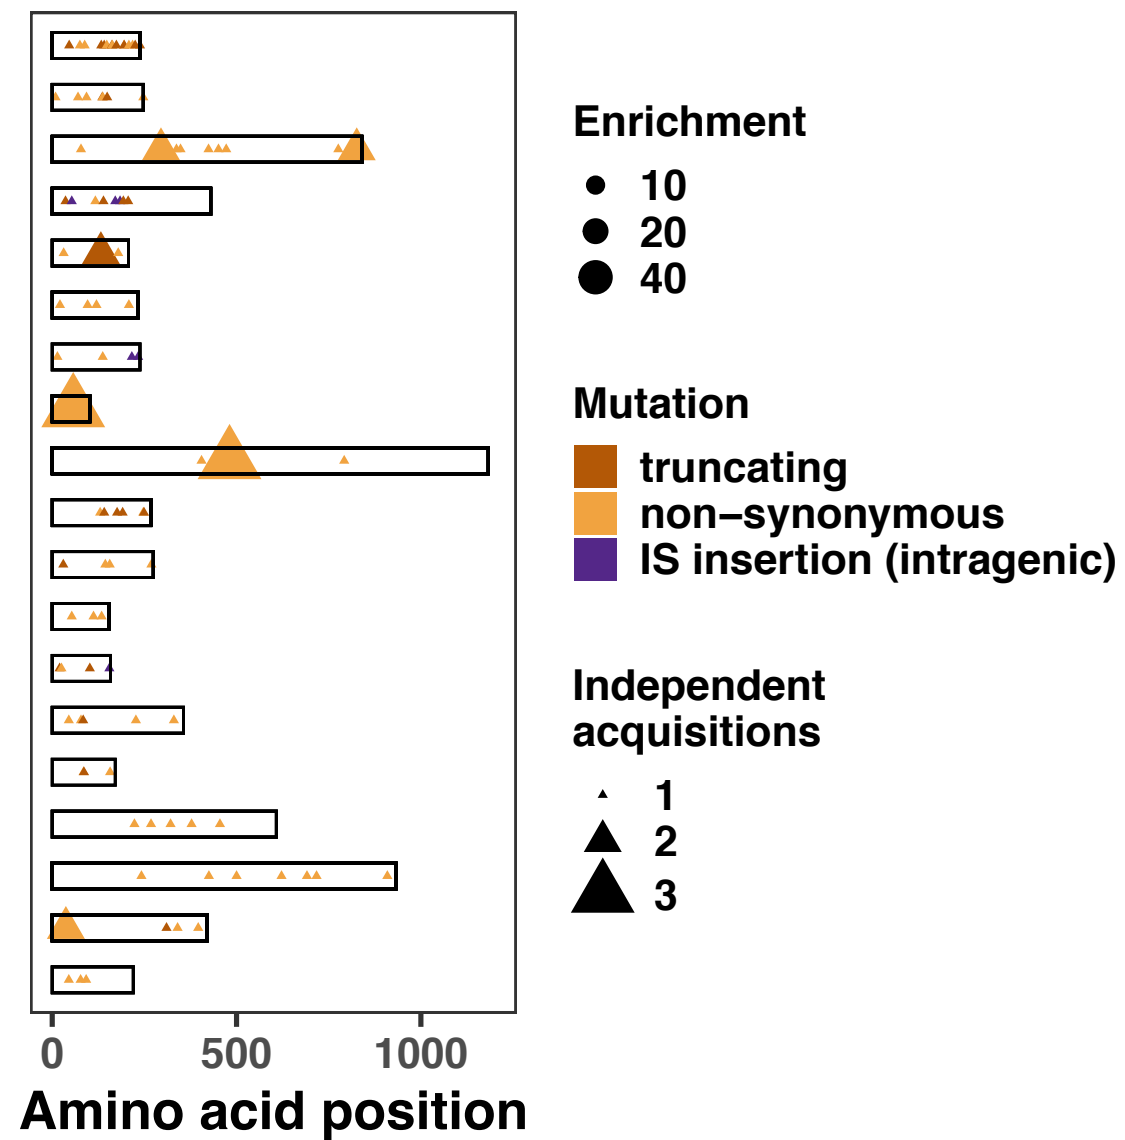 Enrichment
10
20
40
Mutation
truncating
non−synonymous
IS insertion (intragenic)
Independent
acquisitions
1
2
3
0 500 1000
Amino acid position